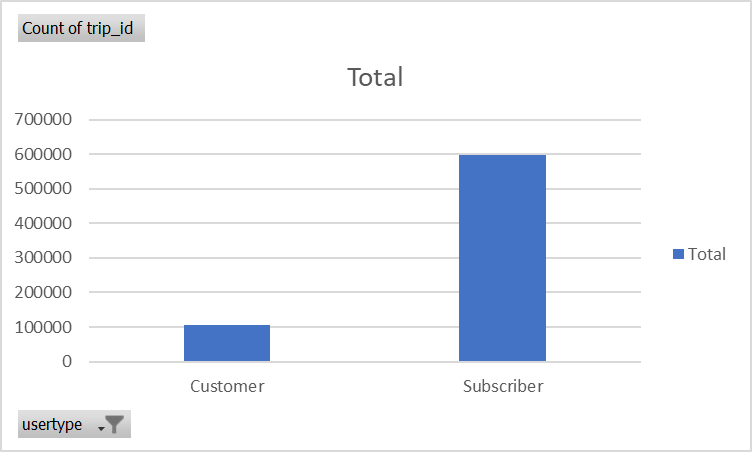 Count of trip_id
Total
700000
600000
500000
400000
300000
200000
100000
0
Customer
Subscriber
Total
usertype